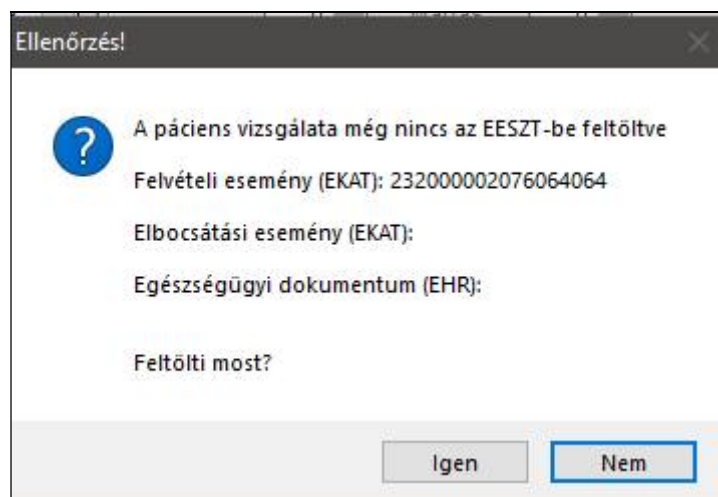 Ellenőrzés!
A páciens vizsgálata még nincs az EESZT-be feltöltve
Felvételi esemény (EKAT): 232000002076064064
Elbocsátási esemény (EKAT):
Egészségügyi dokumentum (EHR):
Feltölti most?
Igen
Nem